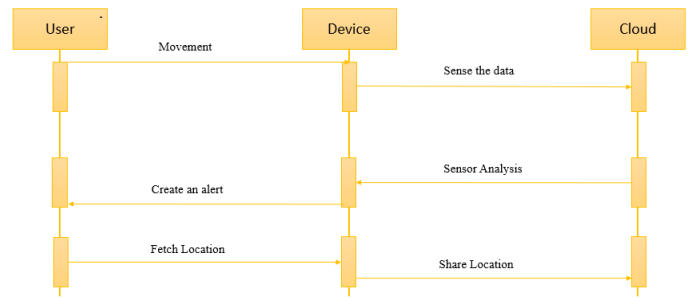 User
Device
Cloud
Movement
Sense the data
Sensor Analysis
Create an alert
Fetch Location
Share Location